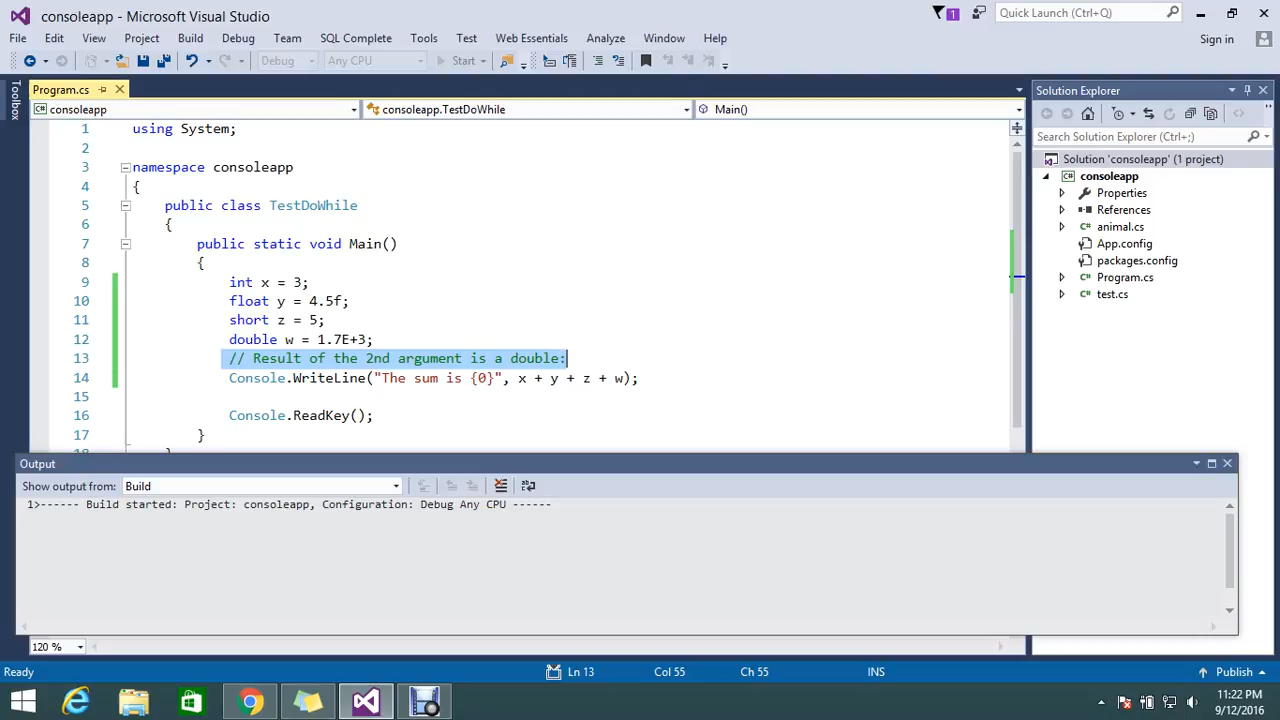 consoleapp - Microsoft Visual Studio
1
Quick Launch (Ctrl+Q)
File Edit View Project Build Debug Team SQL Complete Tools Test Web Essentials Analyze Window Help
Sign in
Debug Any CPU Start
Toolbox
Program.cs
consoleapp consoleapp.TestDoWhile Main()
1 using System;
2
3 namespace consoleapp
4 {
5 public class TestDoWhile
6 {
7 public static void Main()
8 {
9 int x = 3;
10 float y = 4.5f;
11 short z = 5;
12 double w = 1.7E+3;
13 // Result of the 2nd argument is a double:
14 Console.WriteLine("The sum is {0}", x + y + z + w);
15
16 Console.ReadKey();
17 }
18 }
Solution Explorer
Search Solution Explorer (Ctrl+;)
Solution 'consoleapp' (1 project)
C# consoleapp
Properties
References
C# animal.cs
App.config
packages.config
C# Program.cs
C# test.cs
Output
Show output from: Build
1>------ Build started: Project: consoleapp, Configuration: Debug Any CPU ------
120 %
Ready Ln 13 Col 55 Ch 55 INS Publish
11:22 PM
9/12/2016